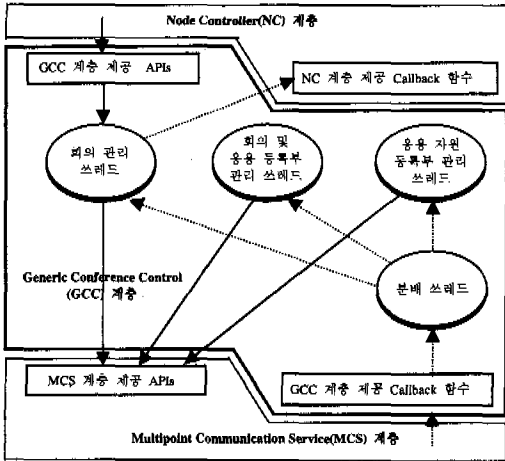 Node Controller(NC) 계층
GCC 계층 제공 APIs
NC 계층 제공 Callback 함수
회의 관리
쓰레드
회의 및
응용 등록부
관리 쓰레드
응용 자원
등록부 관리
쓰레드
Generic Conference Control
(GCC) 계층
분배 쓰레드
MCS 계층 제공 APIs
GCC 계층 제공 Callback 함수
Multipoint Communication Service(MCS) 계층